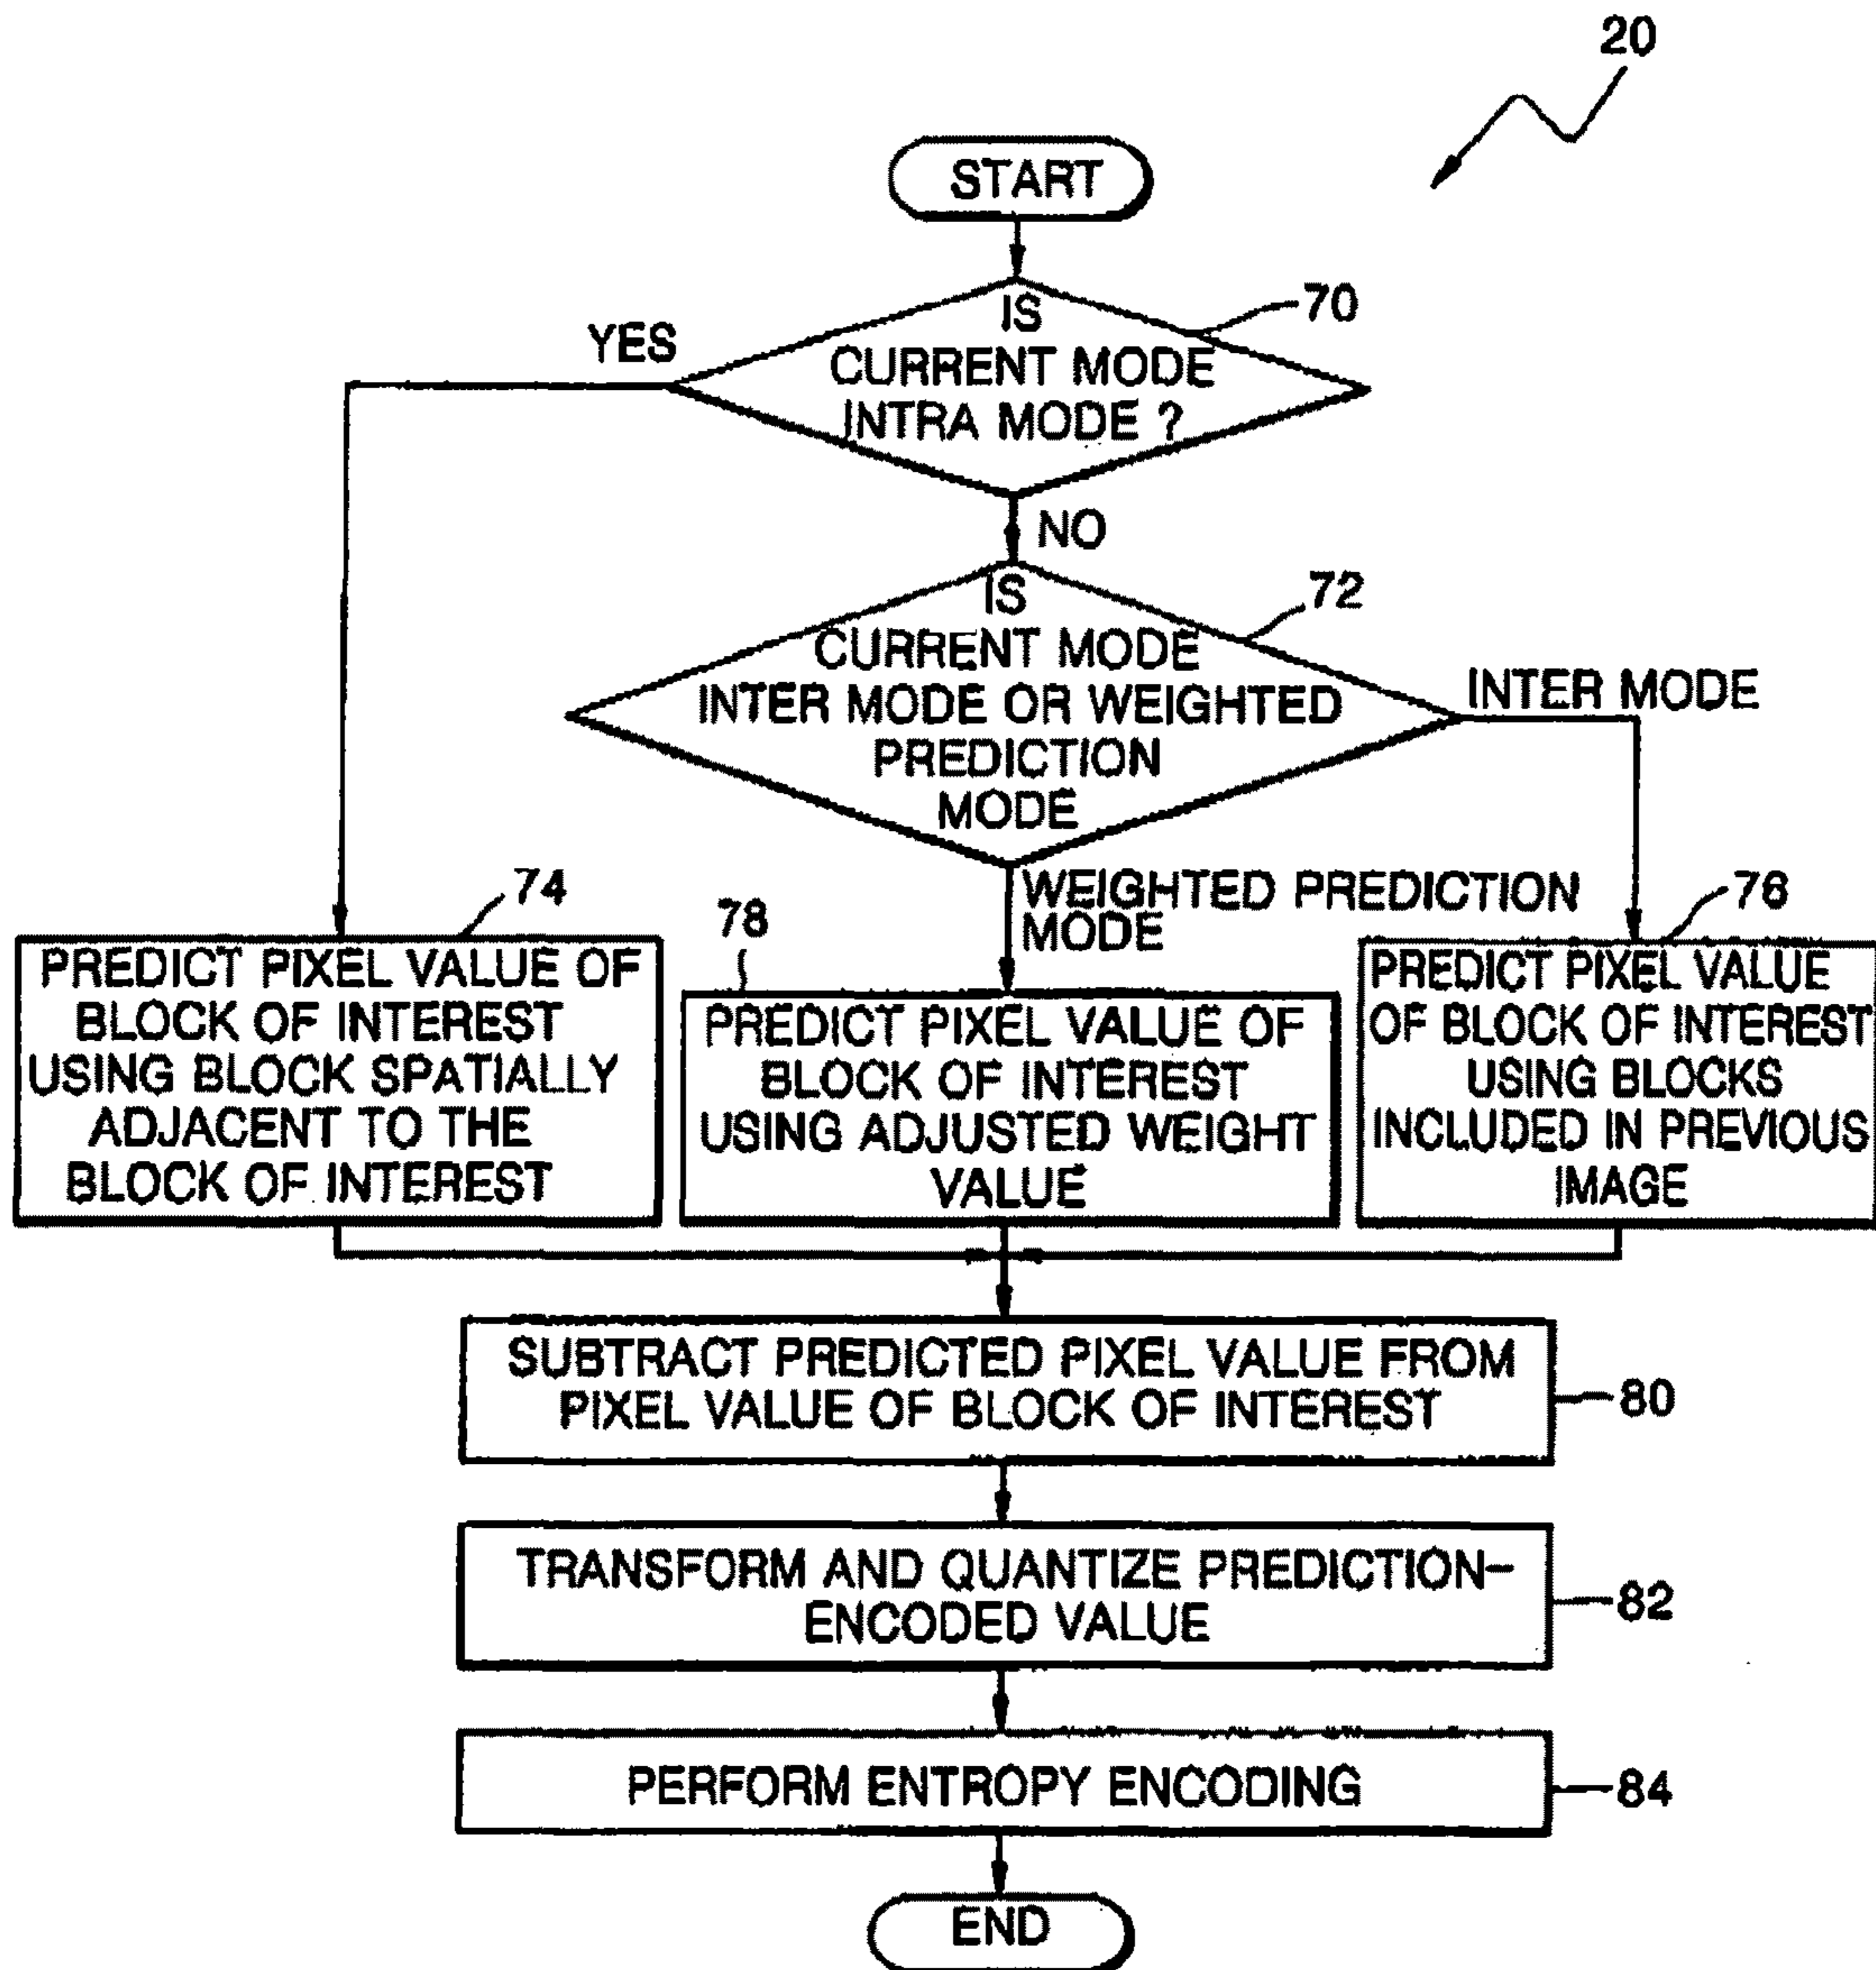 20
START
70
IS
CURRENT MODE
INTRA MODE ?
YES
NO
72
IS
CURRENT MODE
INTER MODE OR WEIGHTED
PREDICTION
MODE
INTER MODE
WEIGHTED PREDICTION
MODE
74
PREDICT PIXEL VALUE OF
BLOCK OF INTEREST
USING BLOCK SPATIALLY
ADJACENT TO THE
BLOCK OF INTEREST
78
PREDICT PIXEL VALUE OF
BLOCK OF INTEREST
USING ADJUSTED WEIGHT
VALUE
76
PREDICT PIXEL VALUE
OF BLOCK OF INTEREST
USING BLOCKS
INCLUDED IN PREVIOUS
IMAGE
SUBTRACT PREDICTED PIXEL VALUE FROM
PIXEL VALUE OF BLOCK OF INTEREST
80
TRANSFORM AND QUANTIZE PREDICTION-
ENCODED VALUE
82
PERFORM ENTROPY ENCODING
84
END